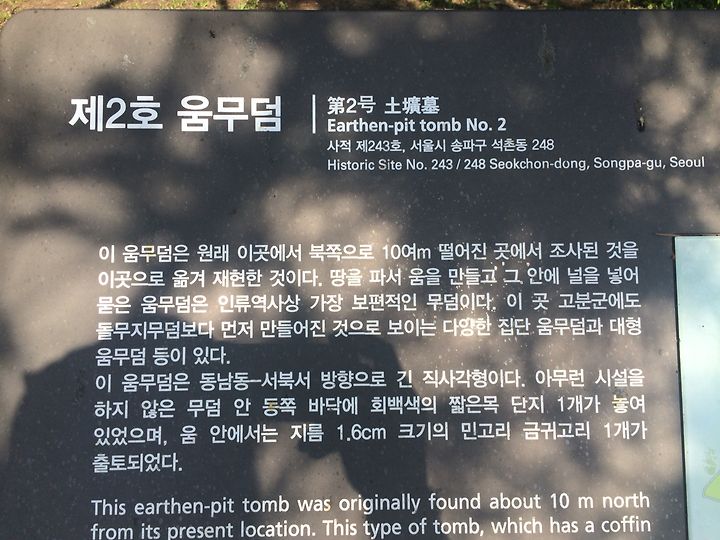 제2호 움무덤
第2号 土壙墓
Earthen-pit tomb No. 2
사적 제243호, 서울시 송파구 석촌동 248
Historic Site No. 243 / 248 Seokchon-dong, Songpa-gu, Seoul
이 움무덤은 원래 이곳에서 북쪽으로 10여m 떨어진 곳에서 조사된 것을
이곳으로 옮겨 재현한 것이다. 땅을 파서 움을 만들고 그 안에 널을 넣어
묻은 움무덤은 인류역사상 가장 보편적인 무덤이다. 이 곳 고분군에도
돌무지무덤보다 먼저 만들어진 것으로 보이는 다양한 집단 움무덤과 대형
움무덤 등이 있다.
이 움무덤은 동남동-서북서 방향으로 긴 직사각형이다. 아무런 시설을
하지 않은 무덤 안 동쪽 바닥에 회백색의 짧은목 단지 1개가 놓여
있었으며, 움 안에서는 지름 1.6cm 크기의 민고리 금귀고리 1개가
출토되었다.
This earthen-pit tomb was originally found about 10 m north
from its present location. This type of tomb, which has a coffin